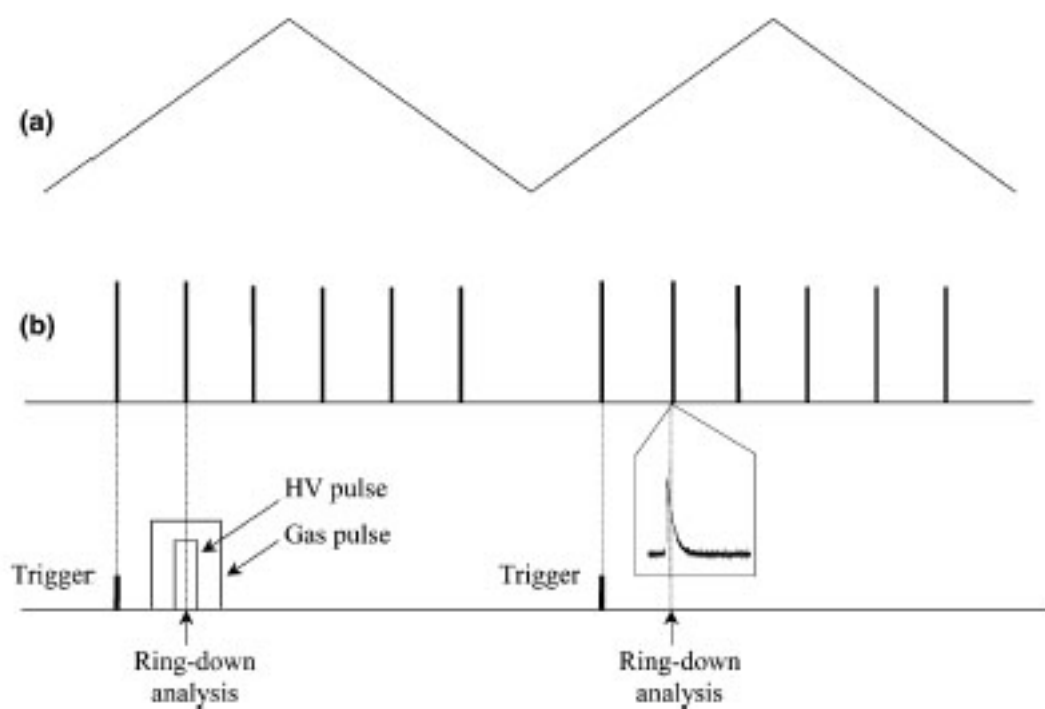 (a)
(b)
HV pulse
Gas pulse
Trigger
Trigger
Ring-down
analysis
Ring-down
analysis